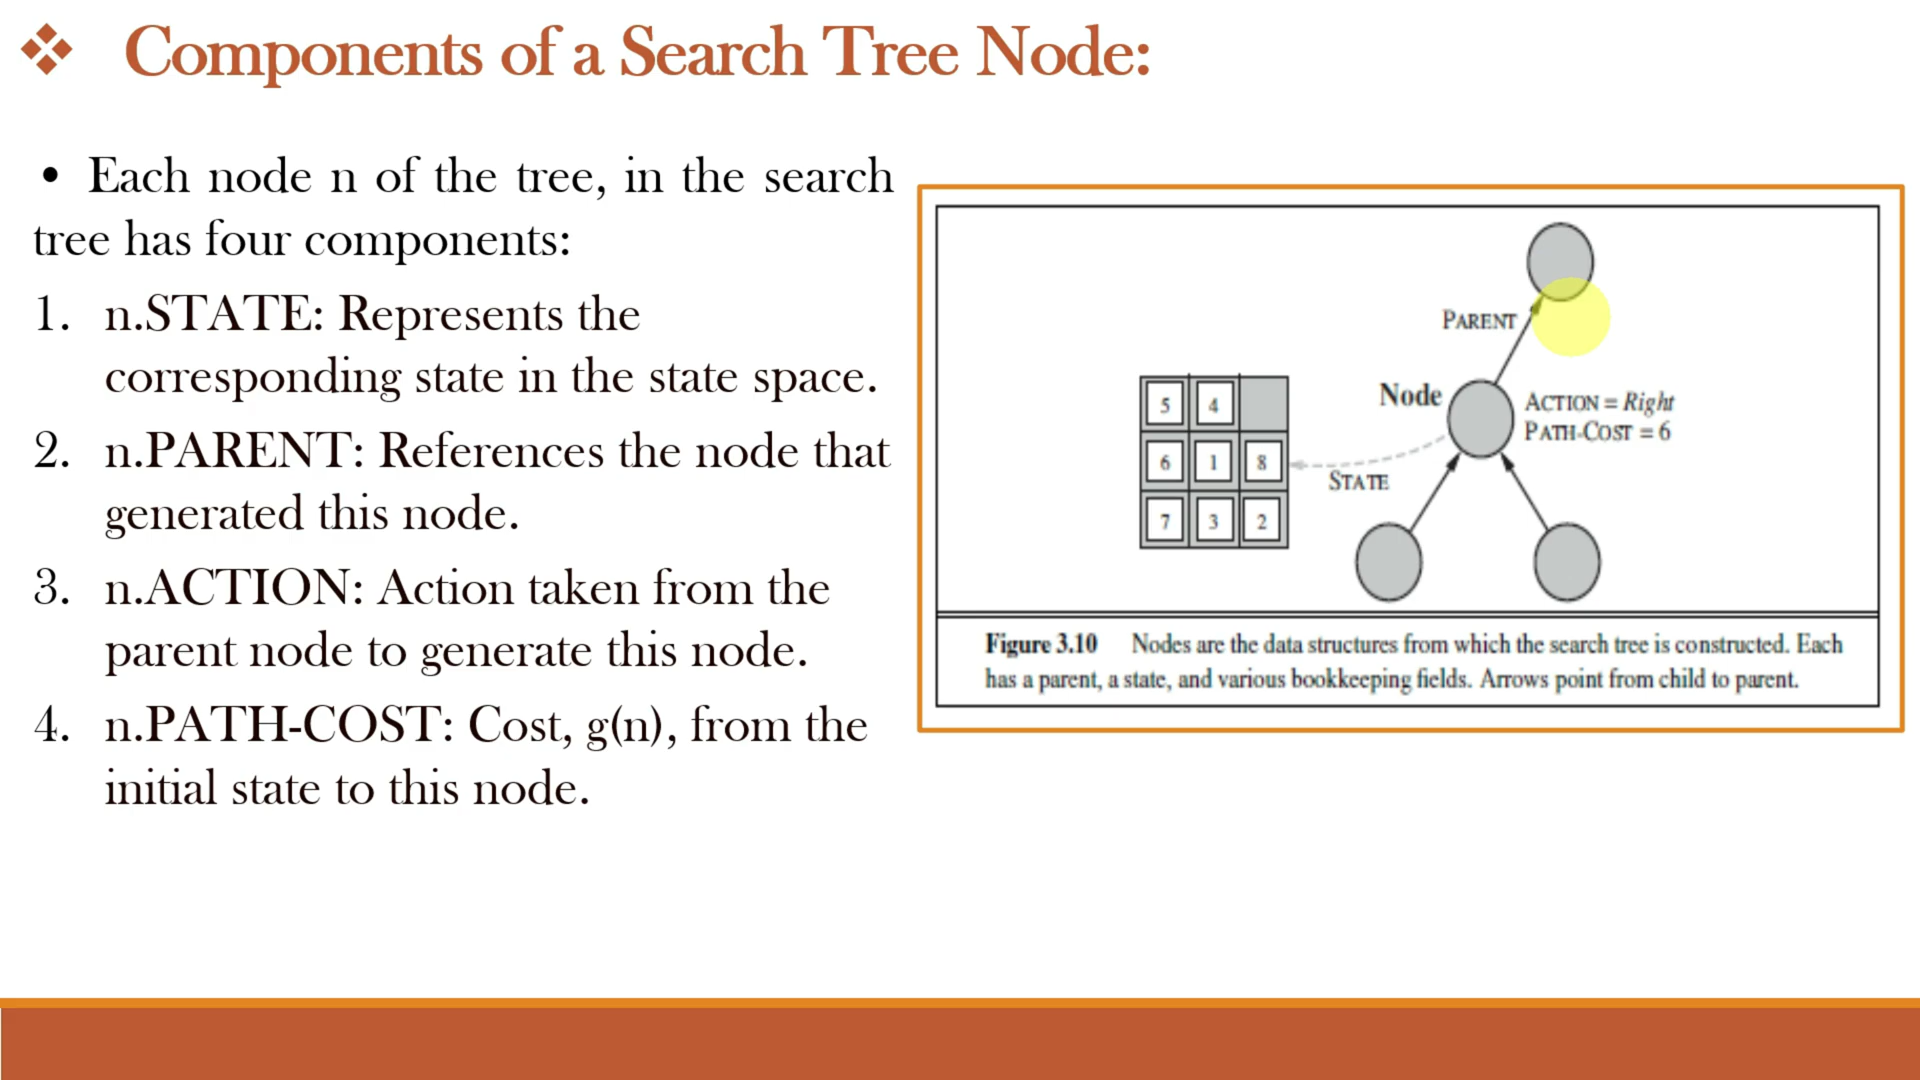 ❖ Components of a Search Tree Node:
• Each node n of the tree, in the search
tree has four components:
1. n.STATE: Represents the
corresponding state in the state space.
2. n.PARENT: References the node that
generated this node.
3. n.ACTION: Action taken from the
parent node to generate this node.
4. n.PATH-COST: Cost, g(n), from the
initial state to this node.
PARENT
Node
ACTION = Right
PATH-COST = 6
5 4
6 1 8
STATE
7 3 2
Figure 3.10 Nodes are the data structures from which the search tree is constructed. Each
has a parent, a state, and various bookkeeping fields. Arrows point from child to parent.